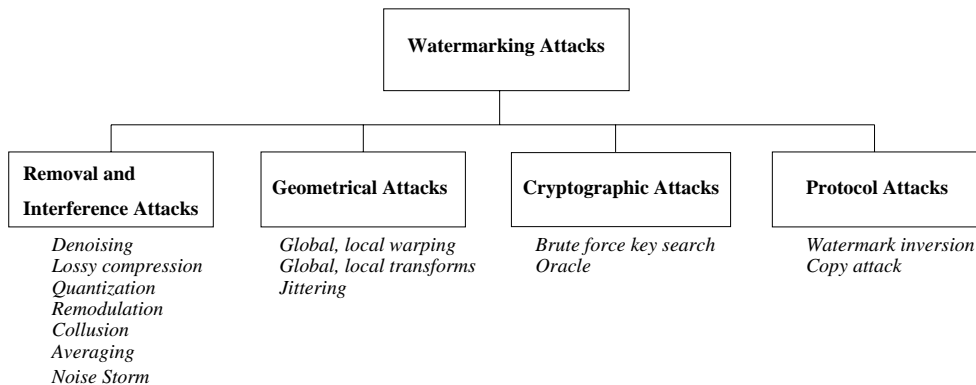 Watermarking Attacks
Removal and
Interference Attacks
Denoising
Lossy compression
Quantization
Remodulation
Collusion
Averaging
Noise Storm
Geometrical Attacks
Global, local warping
Global, local transforms
Jittering
Cryptographic Attacks
Brute force key search
Oracle
Protocol Attacks
Watermark inversion
Copy attack